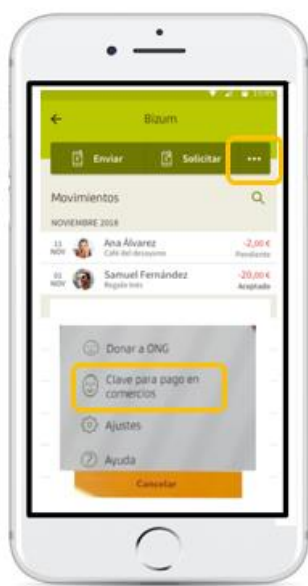 Bizum
Enviar Solicitar ...
Movimientos
NOVIEMBRE 2018
11 NOV Ana Álvarez -2,00 €
Café del desayuno Pendiente
01 NOV Samuel Fernández -20,00 €
Regalo Inés Aceptado
Donar a ONG
Clave para pago en
comercios
Ajustes
Ayuda
Cancelar